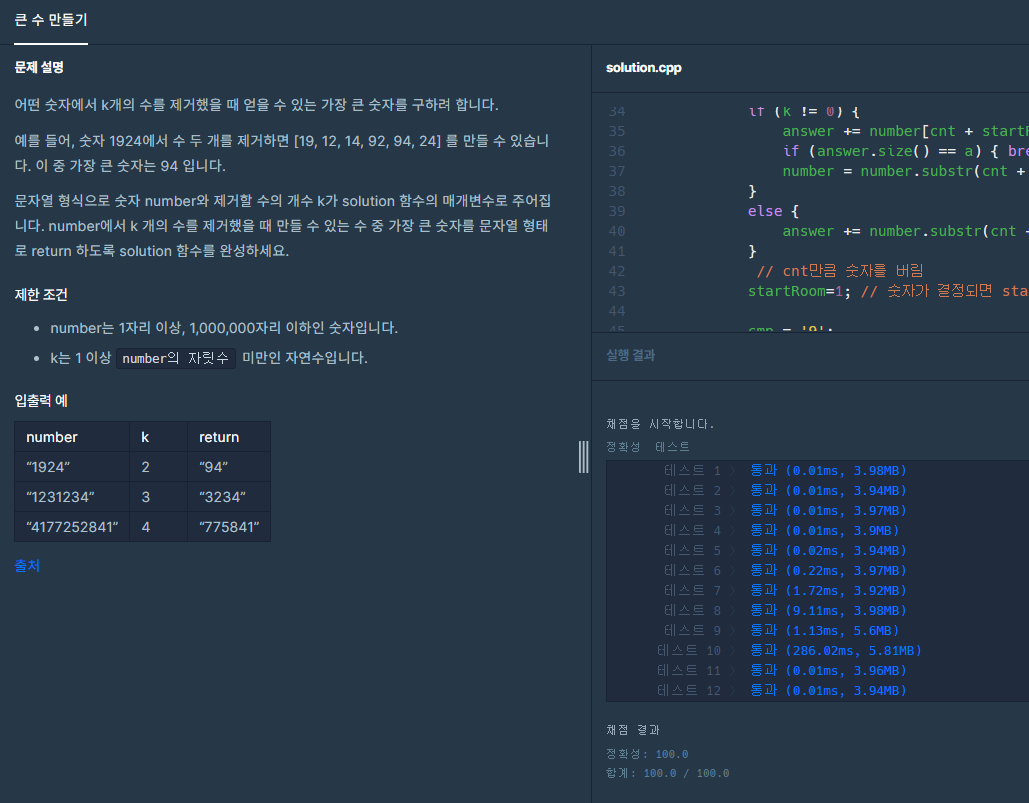 큰 수 만들기
문제 설명
어떤 숫자에서 k개의 수를 제거했을 때 얻을 수 있는 가장 큰 숫자를 구하려 합니다.
예를 들어, 숫자 1924에서 수 두 개를 제거하면 [19, 12, 14, 92, 94, 24] 를 만들 수 있습니
다. 이 중 가장 큰 숫자는 94 입니다.
문자열 형식으로 숫자 number와 제거할 수의 개수 k가 solution 함수의 매개변수로 주어집
니다. number에서 k 개의 수를 제거했을 때 만들 수 있는 수 중 가장 큰 숫자를 문자열 형태
로 return 하도록 solution 함수를 완성하세요.
제한 조건
• number는 1자리 이상, 1,000,000자리 이하인 숫자입니다.
• k는 1 이상 number의 자릿수 미만인 자연수입니다.
입출력 예
number k return
“1924” 2 “94”
“1231234” 3 “3234”
“4177252841” 4 “775841”
출처
solution.cpp
34 if (k != 0) {
35 answer += number[cnt + startR
36 if (answer.size() == a) { bre
37 number = number.substr(cnt +
38 }
39 else {
40 answer += number.substr(cnt +
41 }
42 // cnt만큼 숫자를 버림
43 startRoom=1; // 숫자가 결정되면 sta
44
45 cmp = '9';
실행 결과
채점을 시작합니다.
정확성 테스트
테스트 1 〉 통과 (0.01ms, 3.98MB)
테스트 2 〉 통과 (0.01ms, 3.94MB)
테스트 3 〉 통과 (0.01ms, 3.97MB)
테스트 4 〉 통과 (0.01ms, 3.9MB)
테스트 5 〉 통과 (0.02ms, 3.94MB)
테스트 6 〉 통과 (0.22ms, 3.97MB)
테스트 7 〉 통과 (1.72ms, 3.92MB)
테스트 8 〉 통과 (9.11ms, 3.98MB)
테스트 9 〉 통과 (1.13ms, 5.6MB)
테스트 10 〉 통과 (286.02ms, 5.81MB)
테스트 11 〉 통과 (0.01ms, 3.96MB)
테스트 12 〉 통과 (0.01ms, 3.94MB)
채점 결과
정확성: 100.0
합계: 100.0 / 100.0